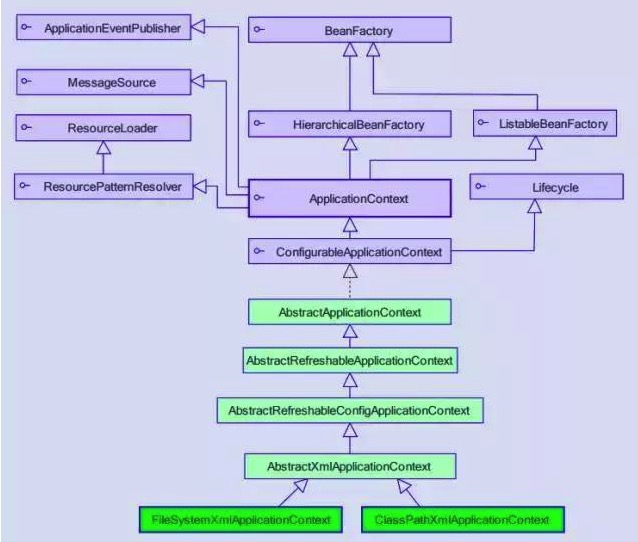 ApplicationEventPublisher
BeanFactory
MessageSource
ResourceLoader
HierarchicalBeanFactory
ListableBeanFactory
ResourcePatternResolver
ApplicationContext
Lifecycle
ConfigurableApplicationContext
AbstractApplicationContext
AbstractRefreshableApplicationContext
AbstractRefreshableConfigApplicationContext
AbstractXmlApplicationContext
FileSystemXmlApplicationContext
ClassPathXmlApplicationContext